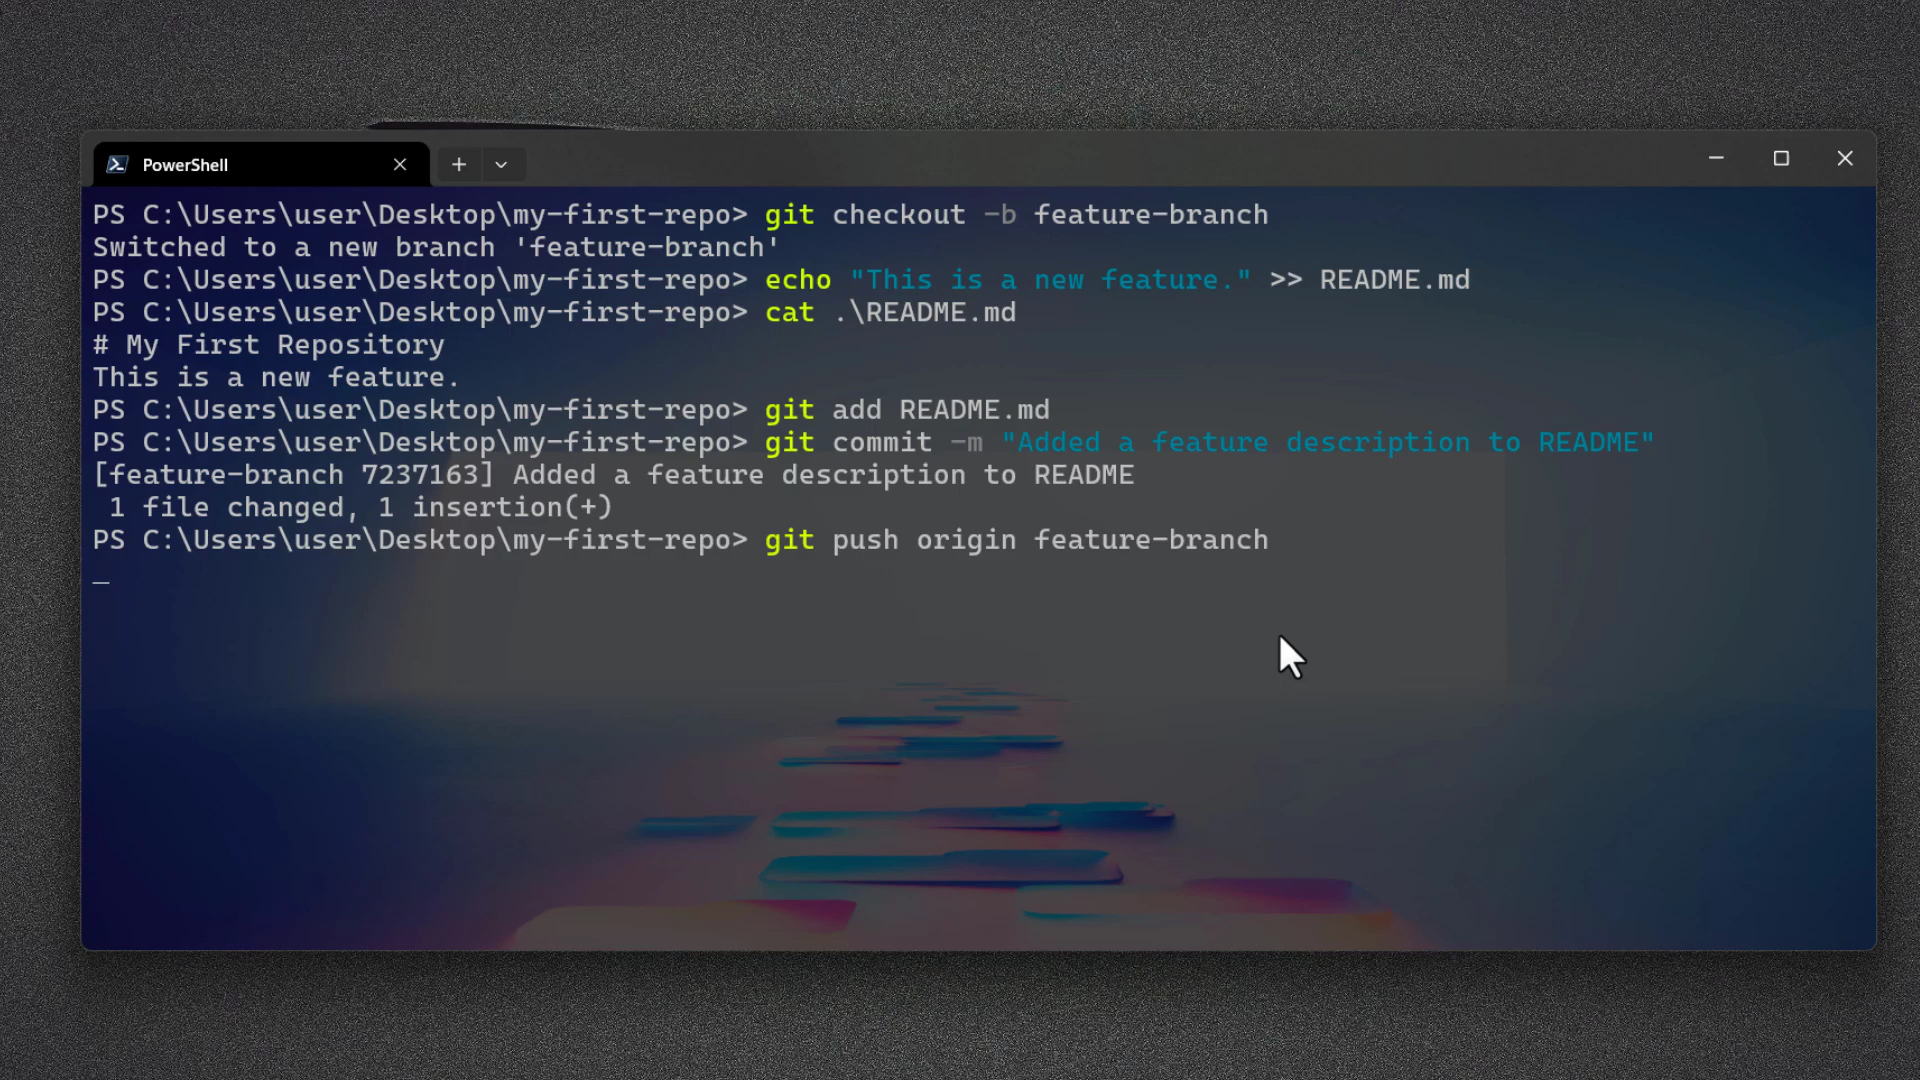 PowerShell
PS C:\Users\user\Desktop\my-first-repo> git checkout -b feature-branch
Switched to a new branch 'feature-branch'
PS C:\Users\user\Desktop\my-first-repo> echo "This is a new feature." >> README.md
PS C:\Users\user\Desktop\my-first-repo> cat .\README.md
# My First Repository
This is a new feature.
PS C:\Users\user\Desktop\my-first-repo> git add README.md
PS C:\Users\user\Desktop\my-first-repo> git commit -m "Added a feature description to README"
[feature-branch 7237163] Added a feature description to README
 1 file changed, 1 insertion(+)
PS C:\Users\user\Desktop\my-first-repo> git push origin feature-branch